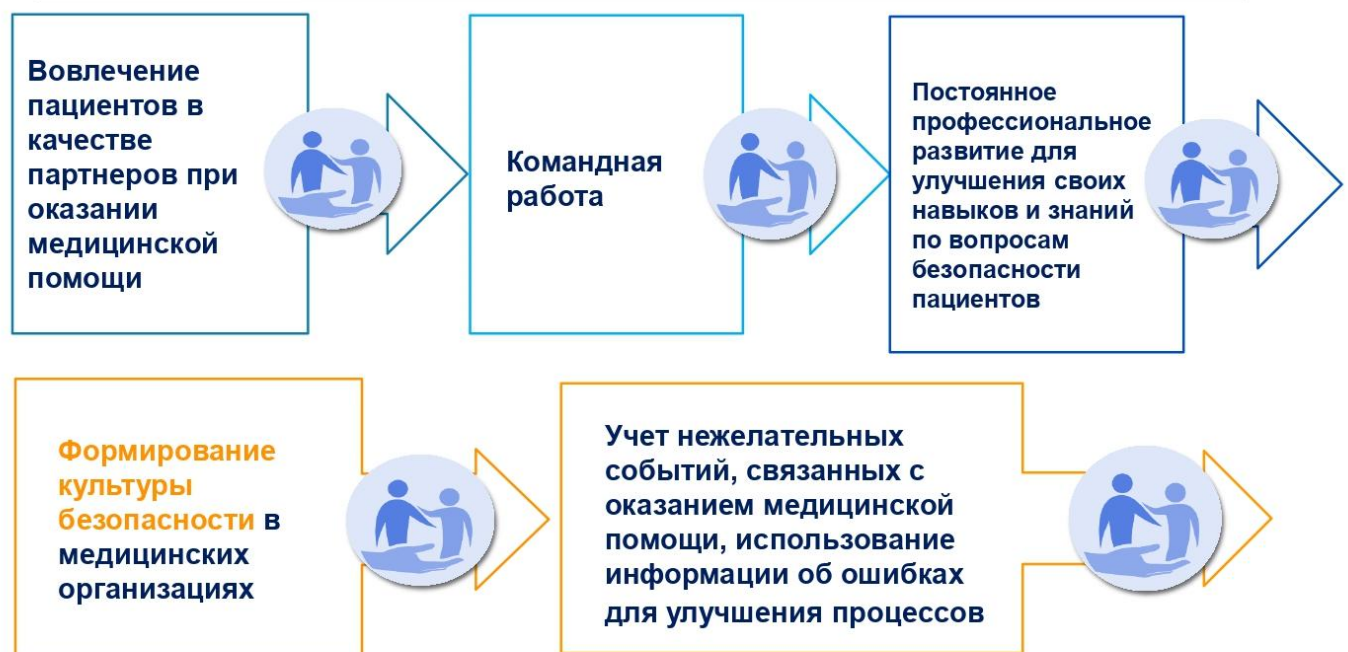 Вовлечение
пациентов в
качестве
партнеров при
оказании
медицинской
помощи
Командная
работа
Постоянное
профессиональное
развитие для
улучшения своих
навыков и знаний
по вопросам
безопасности
пациентов
Формирование
культуры
безопасности в
медицинских
организациях
Учет нежелательных
событий, связанных с
оказанием медицинской
помощи, использование
информации об ошибках
для улучшения процессов